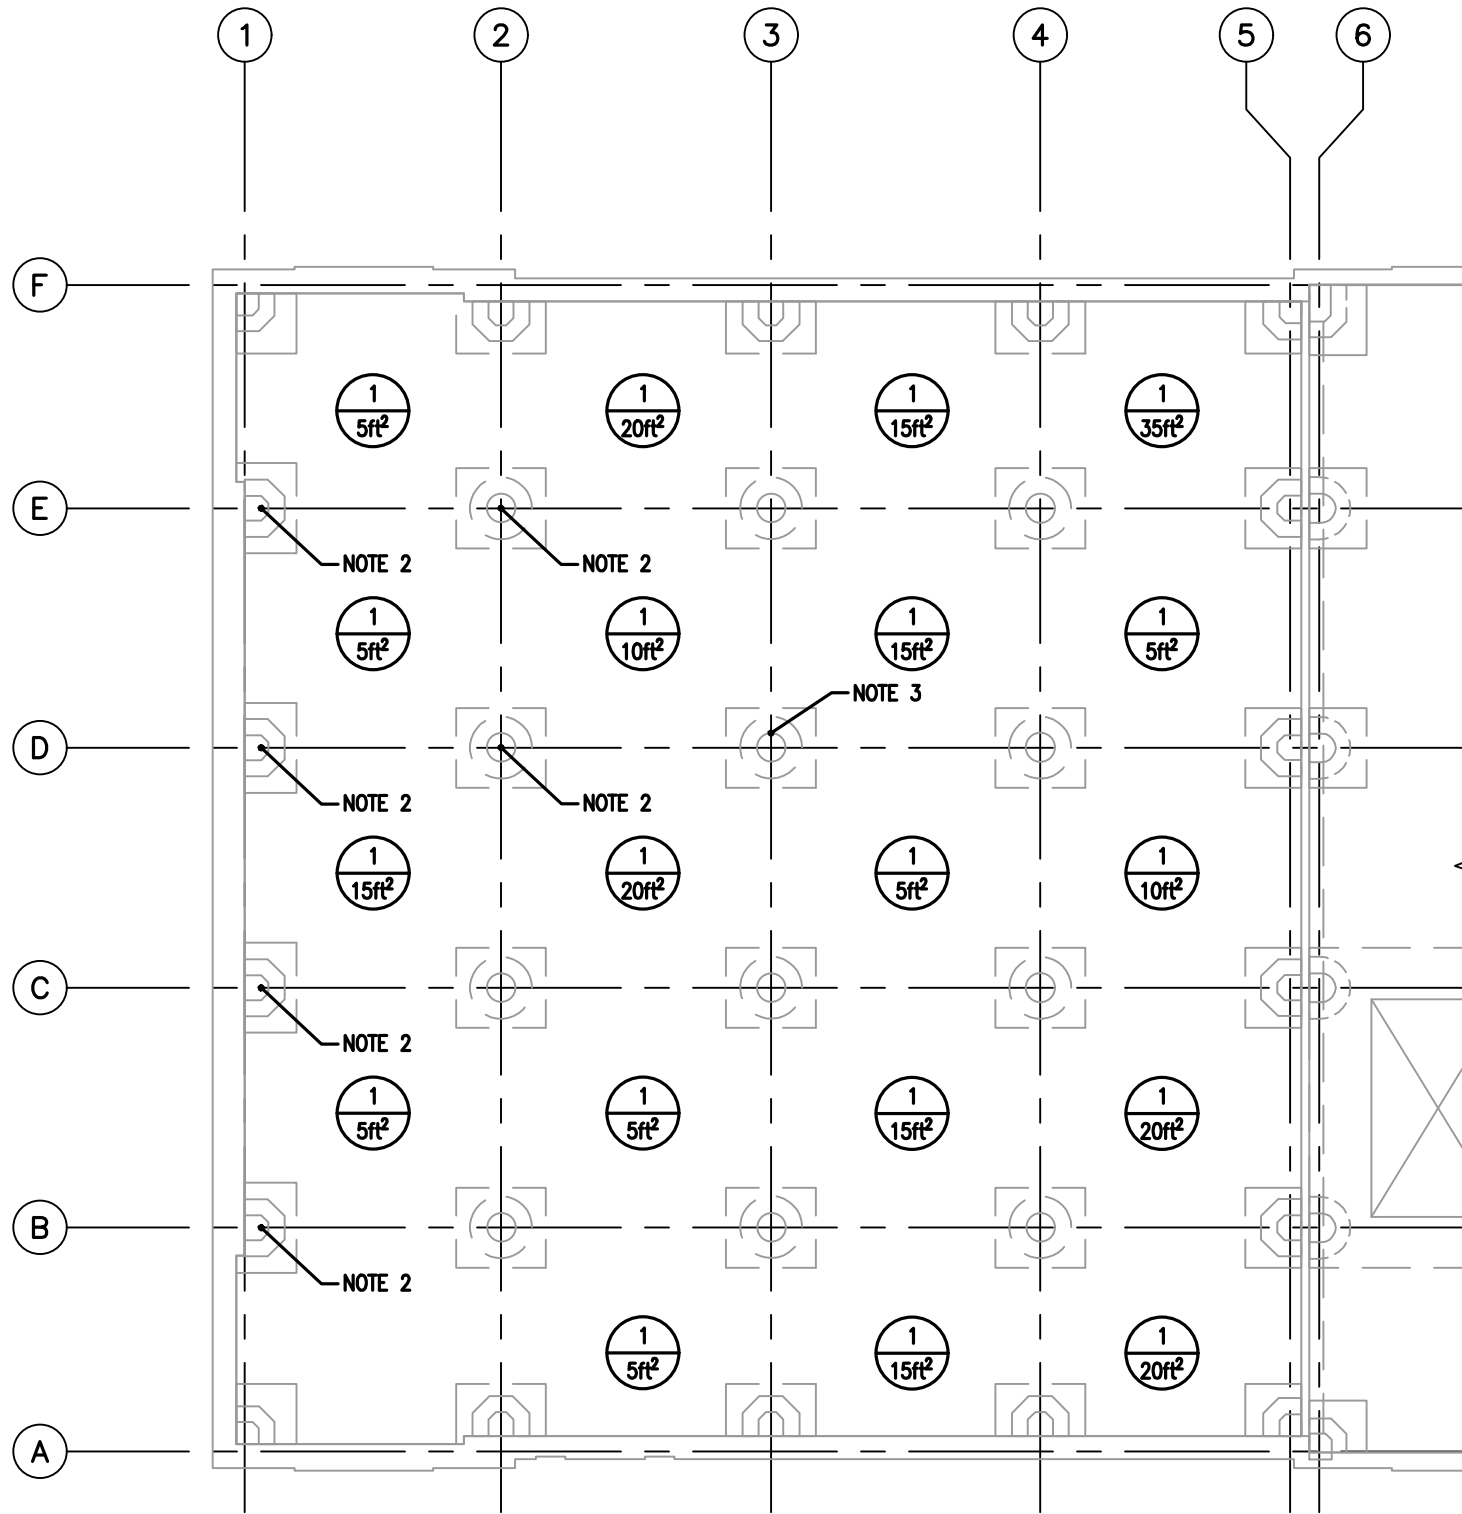 1 2 3 4 5 6
F
1 1 1 1
5ft² 20ft² 15ft² 35ft²
E
NOTE 2 NOTE 2
1 1 1 1
5ft² 10ft² 15ft² 5ft²
NOTE 3
D
NOTE 2 NOTE 2
1 1 1 1
15ft² 20ft² 5ft² 10ft²
C
NOTE 2
1 1 1 1
5ft² 5ft² 15ft² 20ft²
B
NOTE 2
1 1 1
5ft² 15ft² 20ft²
A